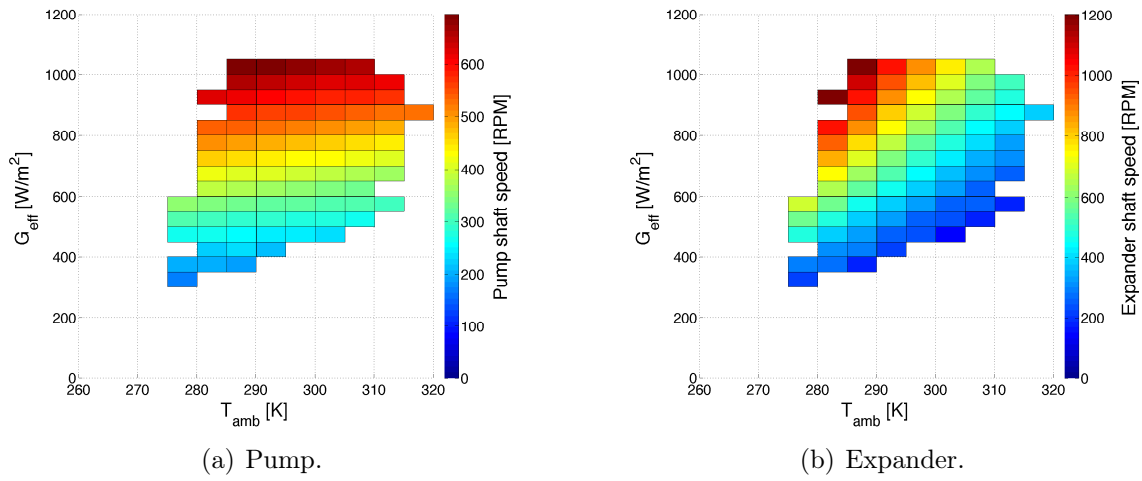 1200
1000
800
600
400
200
0
260 270 280 290 300 310 320
T_amb [K]
G_eff [W/m²]
600
500
400
300
200
100
0
Pump shaft speed [RPM]
(a) Pump.
1200
1000
800
600
400
200
0
260 270 280 290 300 310 320
T_amb [K]
G_eff [W/m²]
1200
1000
800
600
400
200
0
Expander shaft speed [RPM]
(b) Expander.